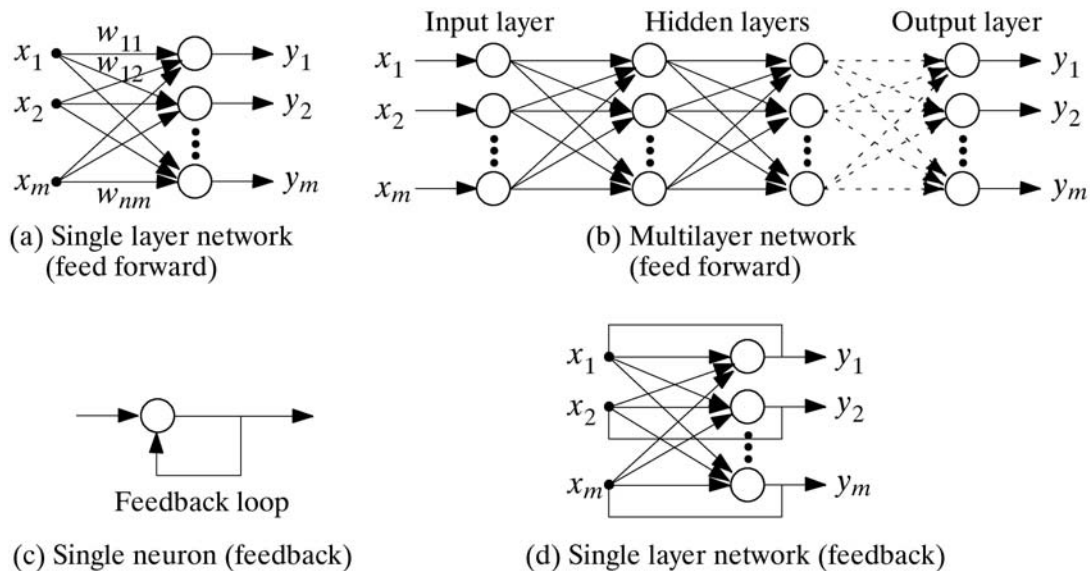 x1 w11 y1
w12
x2 y2
xm wnm ym
(a) Single layer network
(feed forward)
Input layer Hidden layers Output layer
x1 y1
x2 y2
xm ym
(b) Multilayer network
(feed forward)
Feedback loop
(c) Single neuron (feedback)
x1 y1
x2 y2
xm ym
(d) Single layer network (feedback)